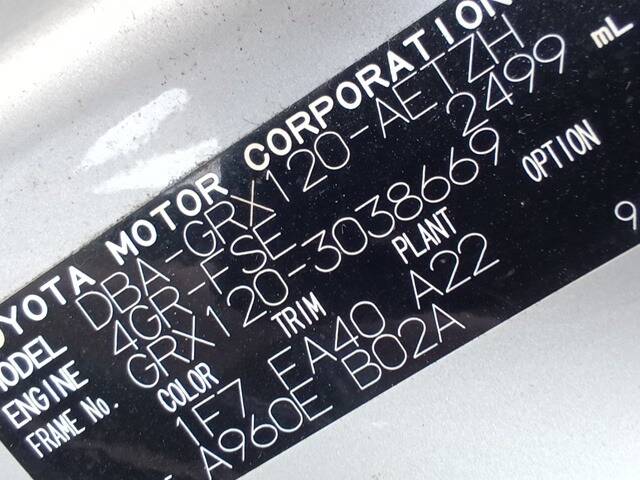 TOYOTA MOTOR CORPORATION
MODEL DBA-GRX120-AETZH
ENGINE 4GR-FSE 2499 mL
FRAME No. GRX120-3038669
COLOR TRIM PLANT OPTION
1F7 FA40 A22 9
A960E B02A